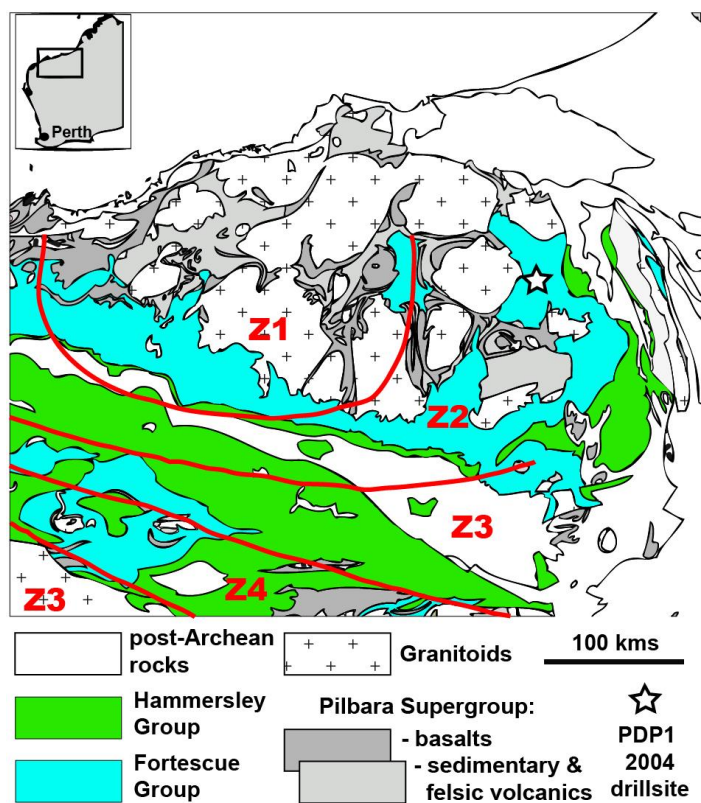 Perth
Z1
Z2
Z3
Z4
Z3
post-Archean
rocks
Granitoids
100 kms
Hammersley
Group
Pilbara Supergroup:
- basalts
- sedimentary &
felsic volcanics
Fortescue
Group
PDP1
2004
drillsite